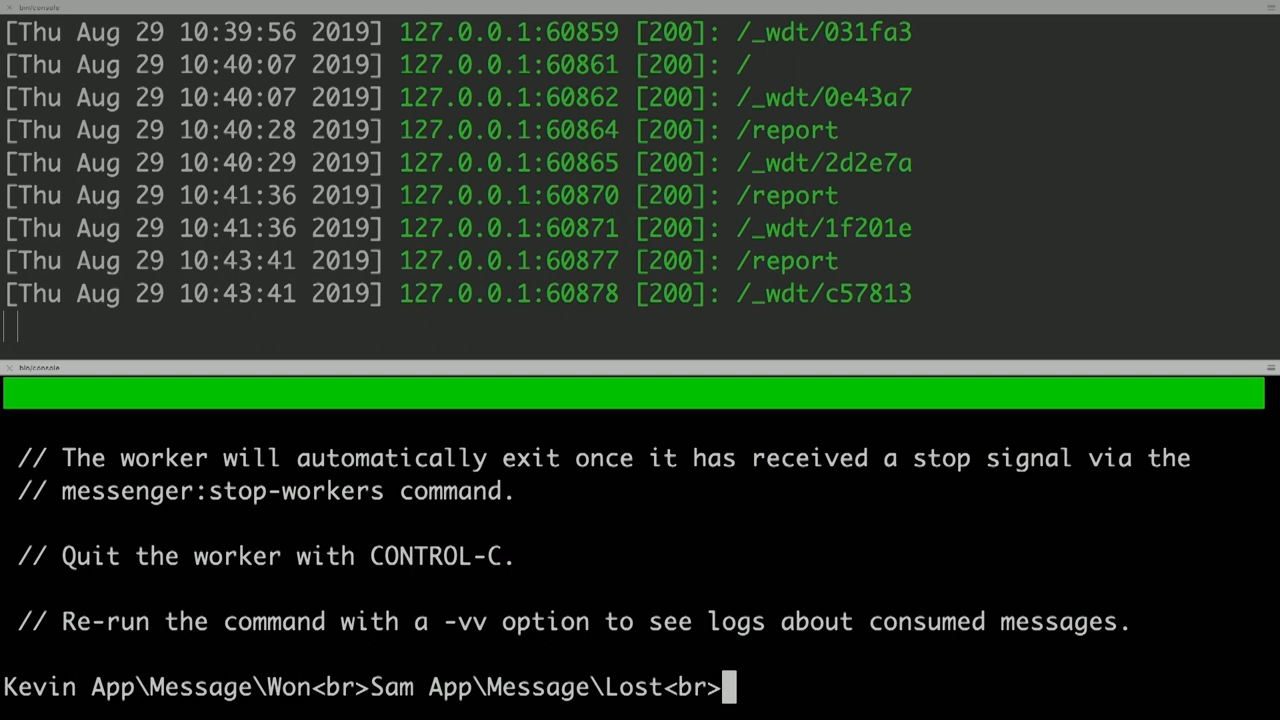 bin/console
[Thu Aug 29 10:39:56 2019] 127.0.0.1:60859 [200]: /_wdt/031fa3
[Thu Aug 29 10:40:07 2019] 127.0.0.1:60861 [200]: /
[Thu Aug 29 10:40:07 2019] 127.0.0.1:60862 [200]: /_wdt/0e43a7
[Thu Aug 29 10:40:28 2019] 127.0.0.1:60864 [200]: /report
[Thu Aug 29 10:40:29 2019] 127.0.0.1:60865 [200]: /_wdt/2d2e7a
[Thu Aug 29 10:41:36 2019] 127.0.0.1:60870 [200]: /report
[Thu Aug 29 10:41:36 2019] 127.0.0.1:60871 [200]: /_wdt/1f201e
[Thu Aug 29 10:43:41 2019] 127.0.0.1:60877 [200]: /report
[Thu Aug 29 10:43:41 2019] 127.0.0.1:60878 [200]: /_wdt/c57813
bin/console
// The worker will automatically exit once it has received a stop signal via the
// messenger:stop-workers command.
// Quit the worker with CONTROL-C.
// Re-run the command with a -vv option to see logs about consumed messages.
Kevin App\Message\Won<br>Sam App\Message\Lost<br>